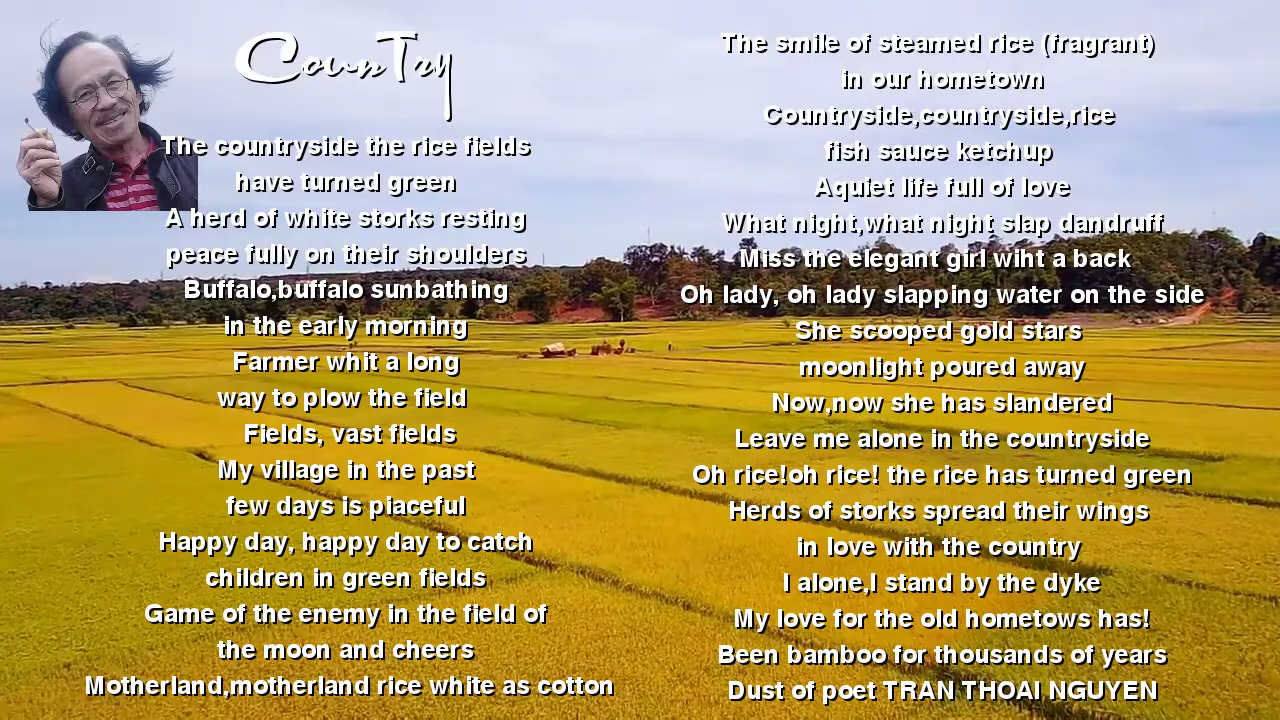 CounTry
The countryside the rice fields
have turned green
A herd of white storks resting
peace fully on their shoulders
Buffalo,buffalo sunbathing
in the early morning
Farmer whit a long
way to plow the field
Fields, vast fields
My village in the past
few days is piaceful
Happy day, happy day to catch
children in green fields
Game of the enemy in the field of
the moon and cheers
Motherland,motherland rice white as cotton
The smile of steamed rice (fragrant)
in our hometown
Countryside,countryside,rice
fish sauce ketchup
Aquiet life full of love
What night,what night slap dandruff
Miss the elegant girl wiht a back
Oh lady, oh lady slapping water on the side
She scooped gold stars
moonlight poured away
Now,now she has slandered
Leave me alone in the countryside
Oh rice!oh rice! the rice has turned green
Herds of storks spread their wings
in love with the country
I alone,I stand by the dyke
My love for the old hometows has!
Been bamboo for thousands of years
Dust of poet TRAN THOAI NGUYEN